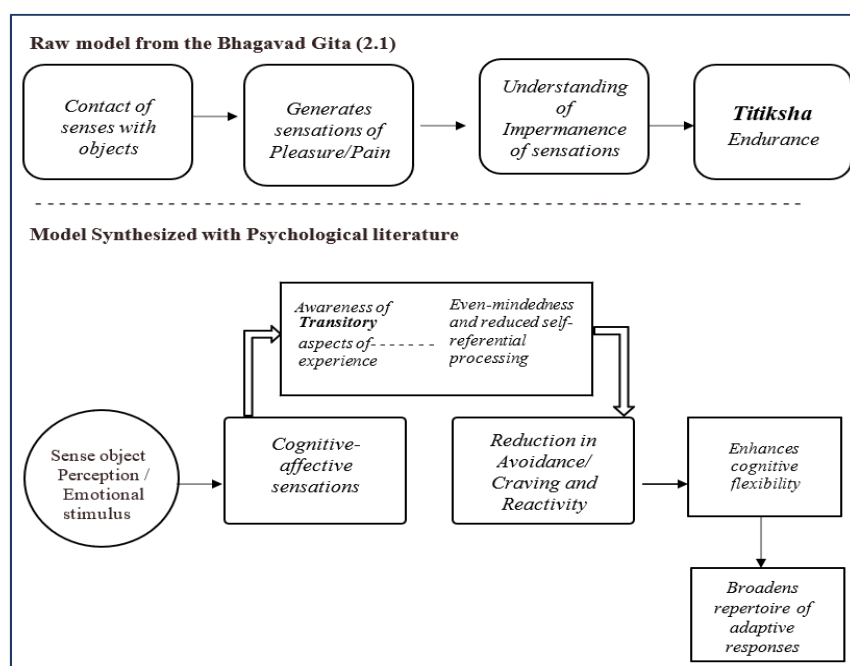 Raw model from the Bhagavad Gita (2.1)
Contact of
senses with
objects
Generates
sensations of
Pleasure/Pain
Understanding
of
Impermanence
of sensations
Titiksha
Endurance
Model Synthesized with Psychological literature
Awareness of
Transitory
aspects of
experience
Even-mindedness
and reduced self-
referential
processing
Sense object
Perception /
Emotional
stimulus
Cognitive-
affective
sensations
Reduction in
Avoidance/
Craving and
Reactivity
Enhances
cognitive
flexibility
Broadens
repertoire of
adaptive
responses